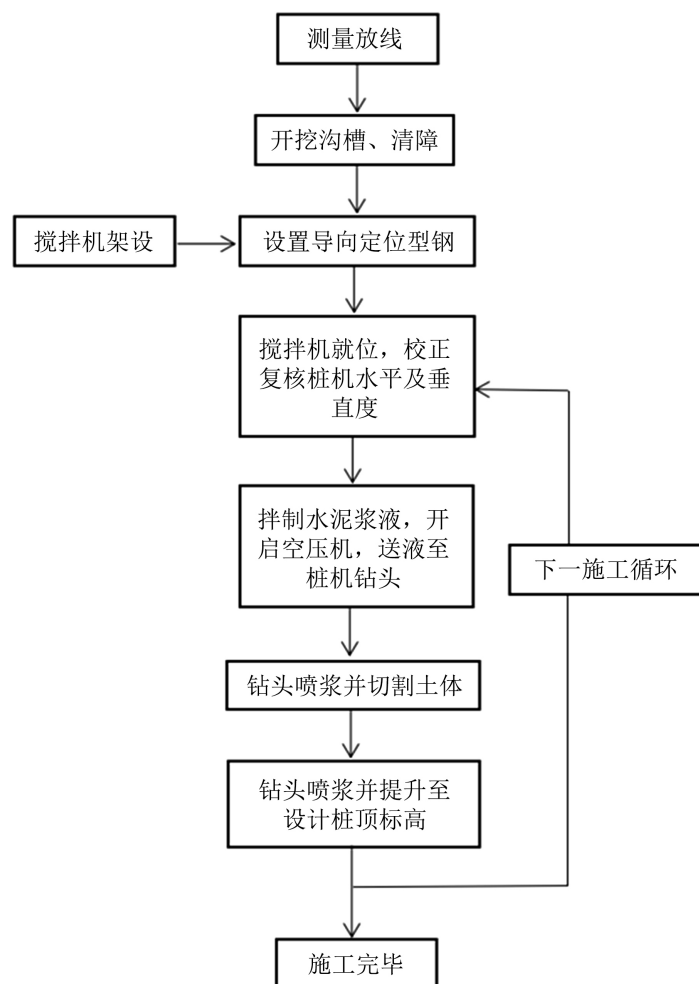 测量放线
开挖沟槽、清障
搅拌机架设
设置导向定位型钢
搅拌机就位，校正
复核桩机水平及垂
直度
拌制水泥浆液，开
启空压机，送液至
桩机钻头
下一施工循环
钻头喷浆并切割土体
钻头喷浆并提升至
设计桩顶标高
施工完毕